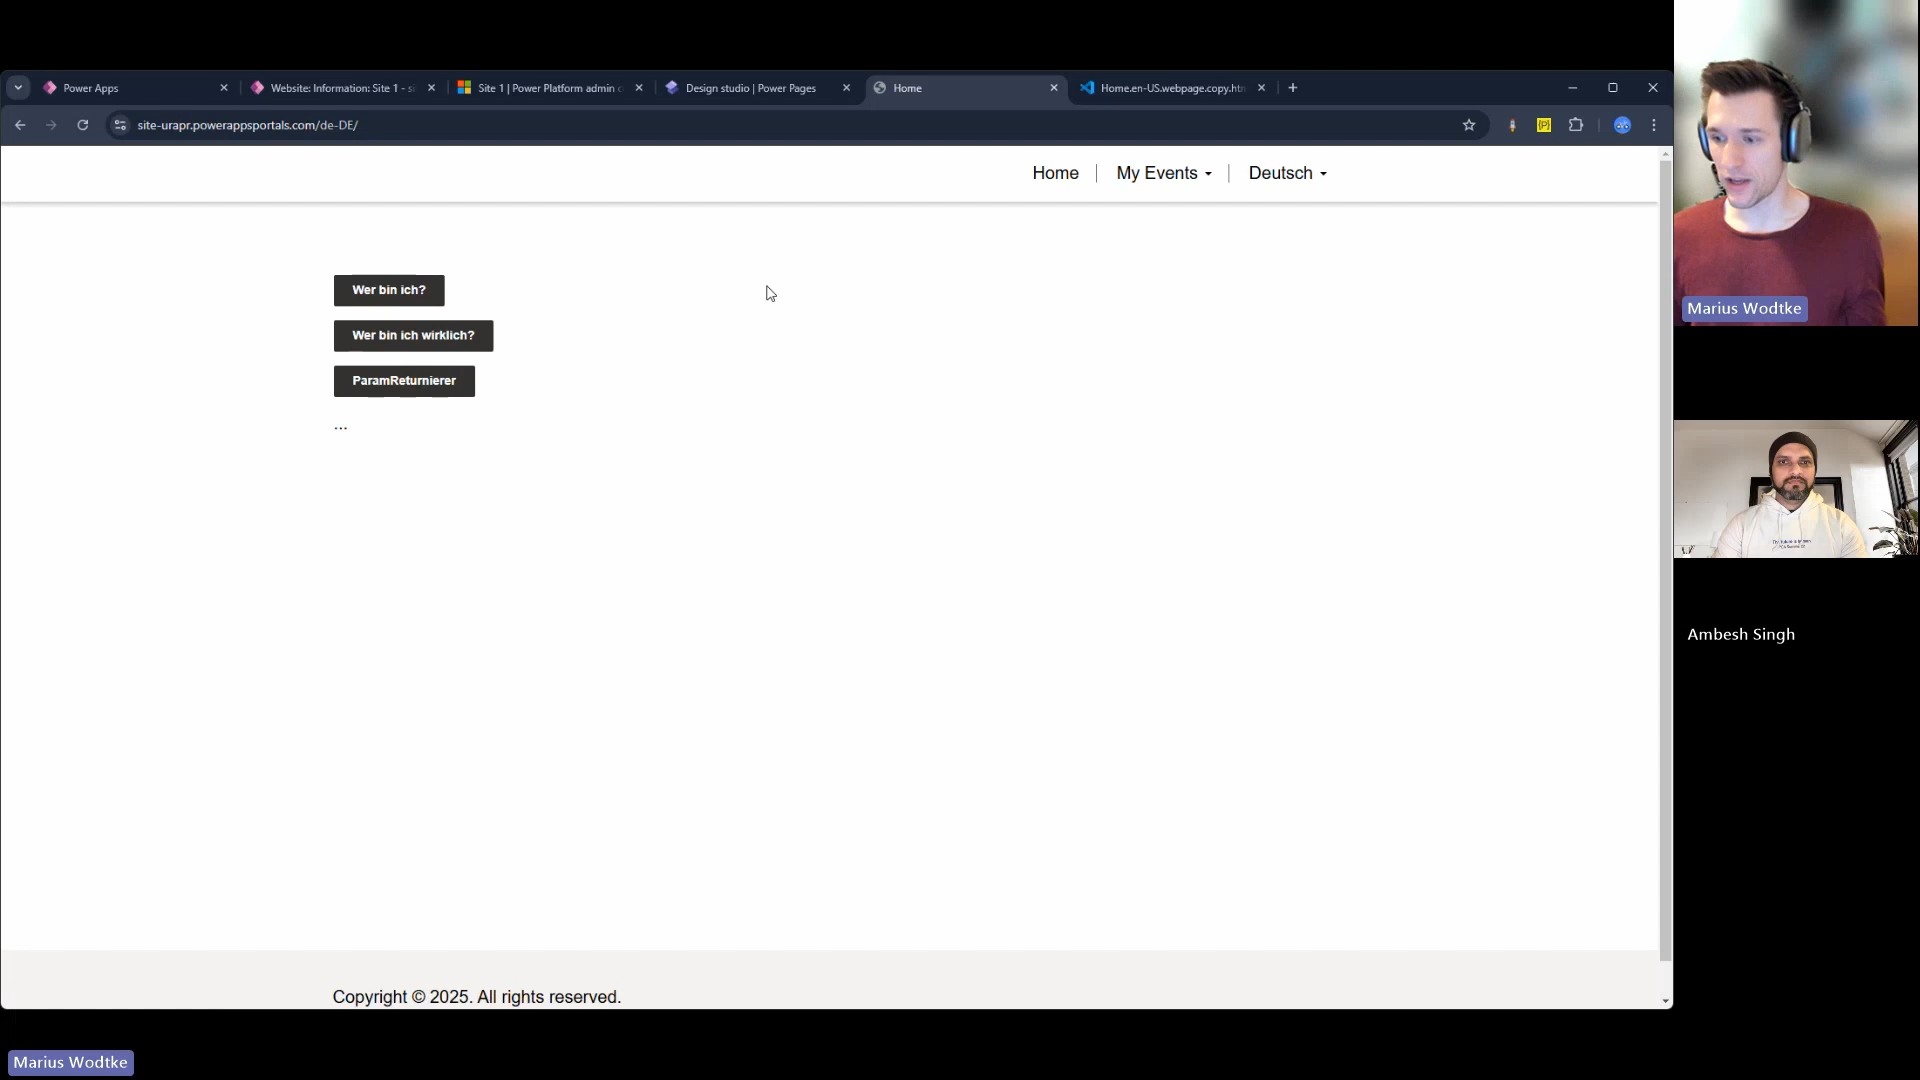 Power Apps
Website: Information: Site 1 - si
Site 1 | Power Platform admin c
Design studio | Power Pages
Home
Home.en-US.webpage.copy.htm
site-urapr.powerappsportals.com/de-DE/
Home
My Events
Deutsch
Wer bin ich?
Wer bin ich wirklich?
ParamReturnierer
...
Copyright © 2025. All rights reserved.
Marius Wodtke
Ambesh Singh
Marius Wodtke